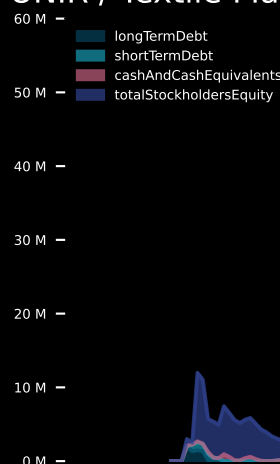 60 M
longTermDebt
shortTermDebt
cashAndCashEquivalents
50 M
totalStockholdersEquity
40 M
30 M
20 M
10 M
0 M